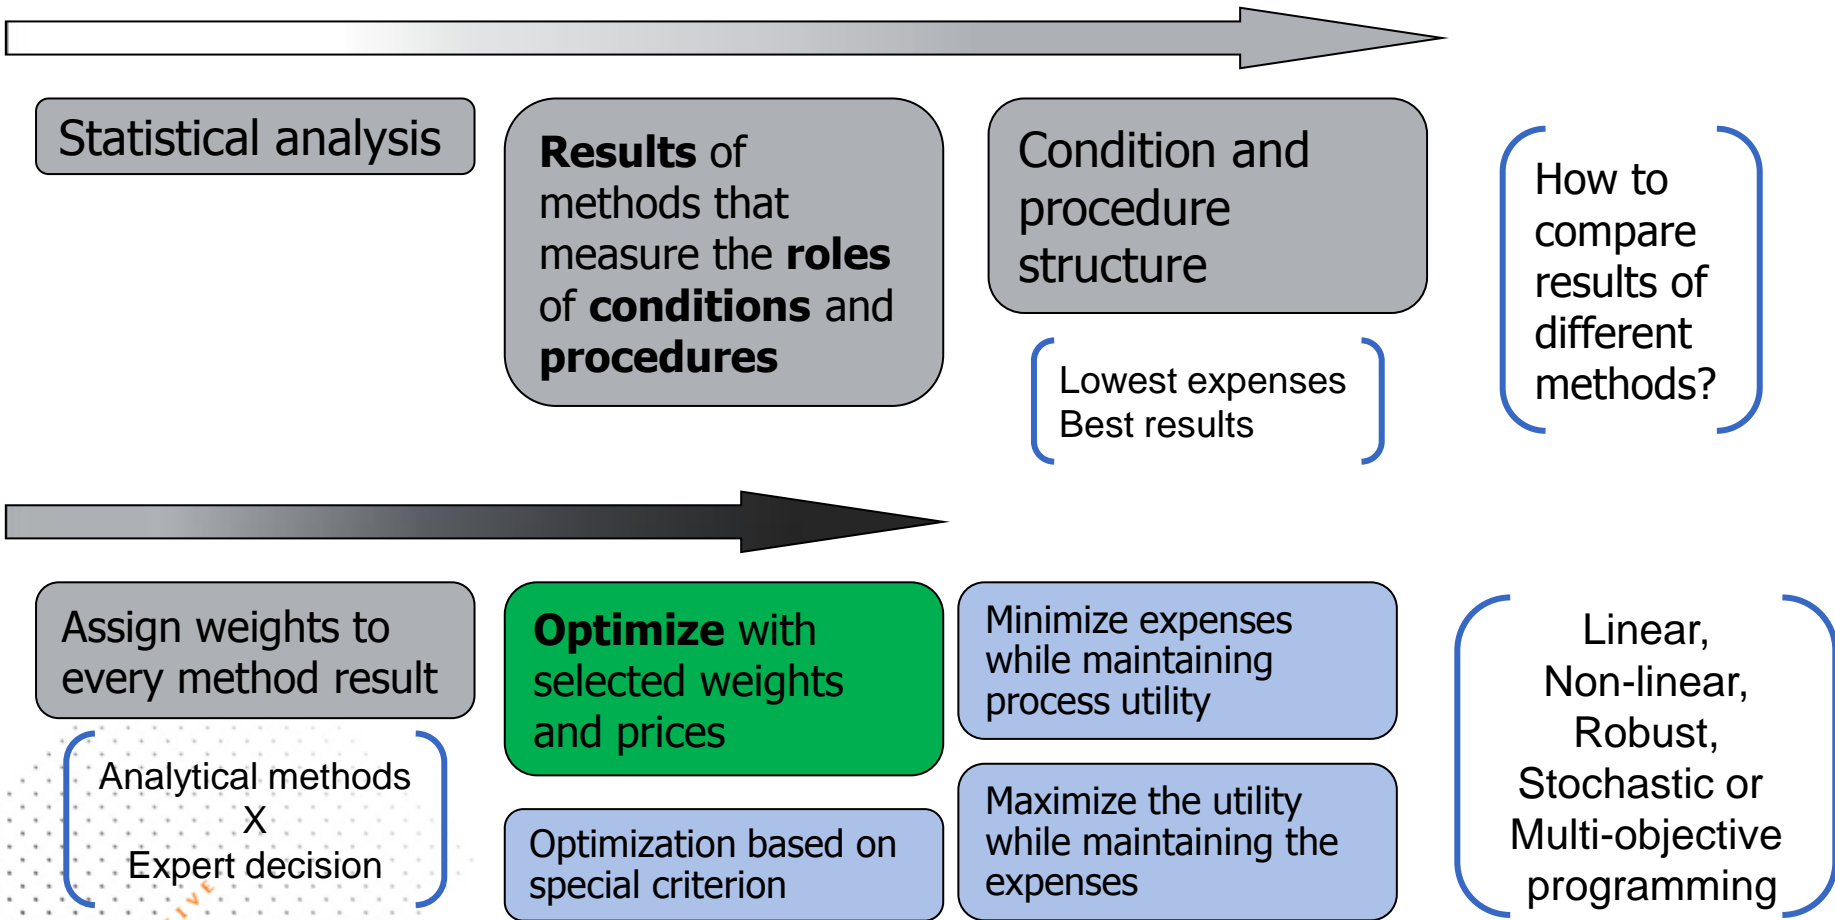 Statistical analysis
Results of
methods that
measure the roles
of conditions and
procedures
Condition and
procedure
structure
Lowest expenses
Best results
How to
compare
results of
different
methods?
Assign weights to
every method result
Analytical methods
X
Expert decision
Optimize with
selected weights
and prices
Optimization based on
special criterion
Minimize expenses
while maintaining
process utility
Maximize the utility
while maintaining the
expenses
Linear,
Non-linear,
Robust,
Stochastic or
Multi-objective
programming